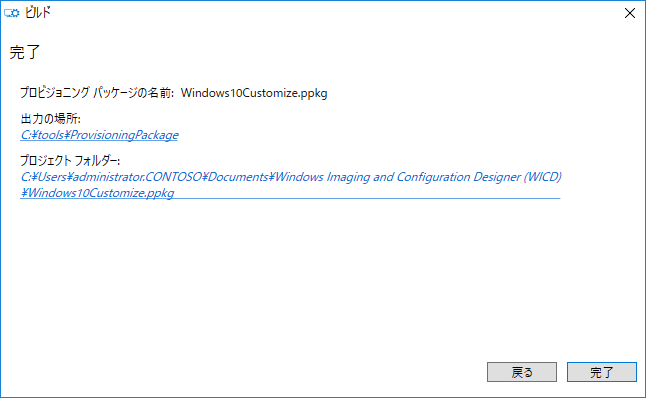 ビルド
完了
プロビジョニング パッケージの名前: Windows10Customize.ppkg
出力の場所:
C:¥tools¥ProvisioningPackage
プロジェクト フォルダー:
C:¥Users¥administrator.CONTOSO¥Documents¥Windows Imaging and Configuration Designer (WICD)
¥Windows10Customize.ppkg
戻る 完了